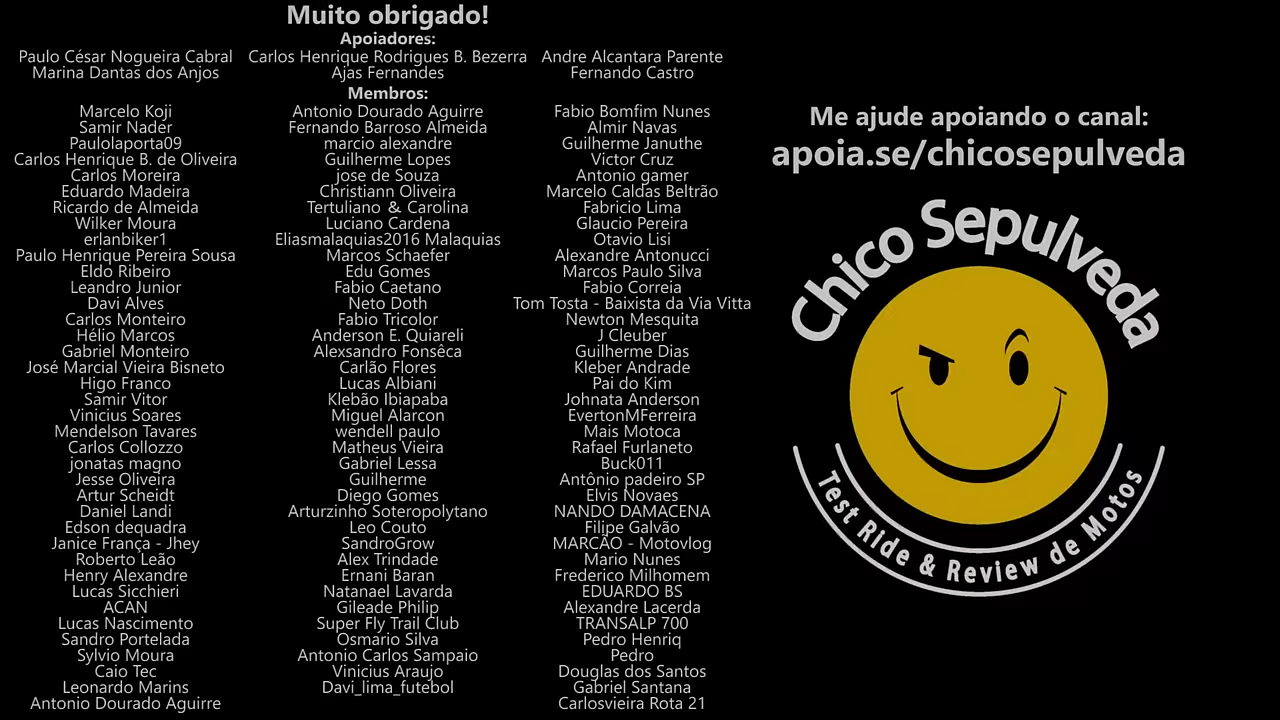 Muito obrigado!
Apoiadores:
Paulo César Nogueira Cabral
Carlos Henrique Rodrigues B. Bezerra
Andre Alcantara Parente
Marina Dantas dos Anjos
Ajas Fernandes
Fernando Castro
Membros:
Marcelo Koji
Samir Nader
Paulolaporta09
Carlos Henrique B. de Oliveira
Carlos Moreira
Eduardo Madeira
Ricardo de Almeida
Wilker Moura
erlanbiker1
Paulo Henrique Pereira Sousa
Eldo Ribeiro
Leandro Junior
Davi Alves
Carlos Monteiro
Hélio Marcos
Gabriel Monteiro
José Marcial Vieira Bisneto
Higo Franco
Samir Vitor
Vinicius Soares
Mendelson Tavares
Carlos Collozzo
jonatas magno
Jesse Oliveira
Artur Scheidt
Daniel Landi
Edson dequadra
Janice França - Jhey
Roberto Leão
Henry Alexandre
Lucas Sicchieri
ACAN
Lucas Nascimento
Sandro Portelada
Sylvio Moura
Caio Tec
Leonardo Marins
Antonio Dourado Aguirre
Antonio Dourado Aguirre
Fernando Barroso Almeida
marcio alexandre
Guilherme Lopes
jose de Souza
Christiann Oliveira
Tertuliano & Carolina
Luciano Cardena
Eliasmalaquias2016 Malaquias
Marcos Schaefer
Edu Gomes
Fabio Caetano
Neto Doth
Fabio Tricolor
Anderson E. Quiareli
Alexsandro Fonsêca
Carlão Flores
Lucas Albiani
Klebão Ibiapaba
Miguel Alarcon
wendell paulo
Matheus Vieira
Gabriel Lessa
Guilherme
Diego Gomes
Arturzinho Soteropolytano
Leo Couto
SandroGrow
Alex Trindade
Ernani Baran
Natanael Lavarda
Gileade Philip
Super Fly Trail Club
Osmario Silva
Antonio Carlos Sampaio
Vinicius Araujo
Davi_lima_futebol
Fabio Bomfim Nunes
Almir Navas
Guilherme Januthe
Victor Cruz
Antonio gamer
Marcelo Caldas Beltrão
Fabricio Lima
Glaucio Pereira
Otavio Lisi
Alexandre Antonucci
Marcos Paulo Silva
Fabio Correia
Tom Tosta - Baixista da Via Vitta
Newton Mesquita
J Cleuber
Guilherme Dias
Kleber Andrade
Pai do Kim
Johnata Anderson
EvertonMFerreira
Mais Motoca
Rafael Furlaneto
Buck011
Antônio padeiro SP
Elvis Novaes
NANDO DAMACENA
Filipe Galvão
MARCÃO - Motovlog
Mario Nunes
Frederico Milhomem
EDUARDO BS
Alexandre Lacerda
TRANSALP 700
Pedro Henriq
Pedro
Douglas dos Santos
Gabriel Santana
Carlosvieira Rota 21
Me ajude apoiando o canal:
apoia.se/chicosepulveda
Chico Sepulveda
Test Ride & Review de Motos